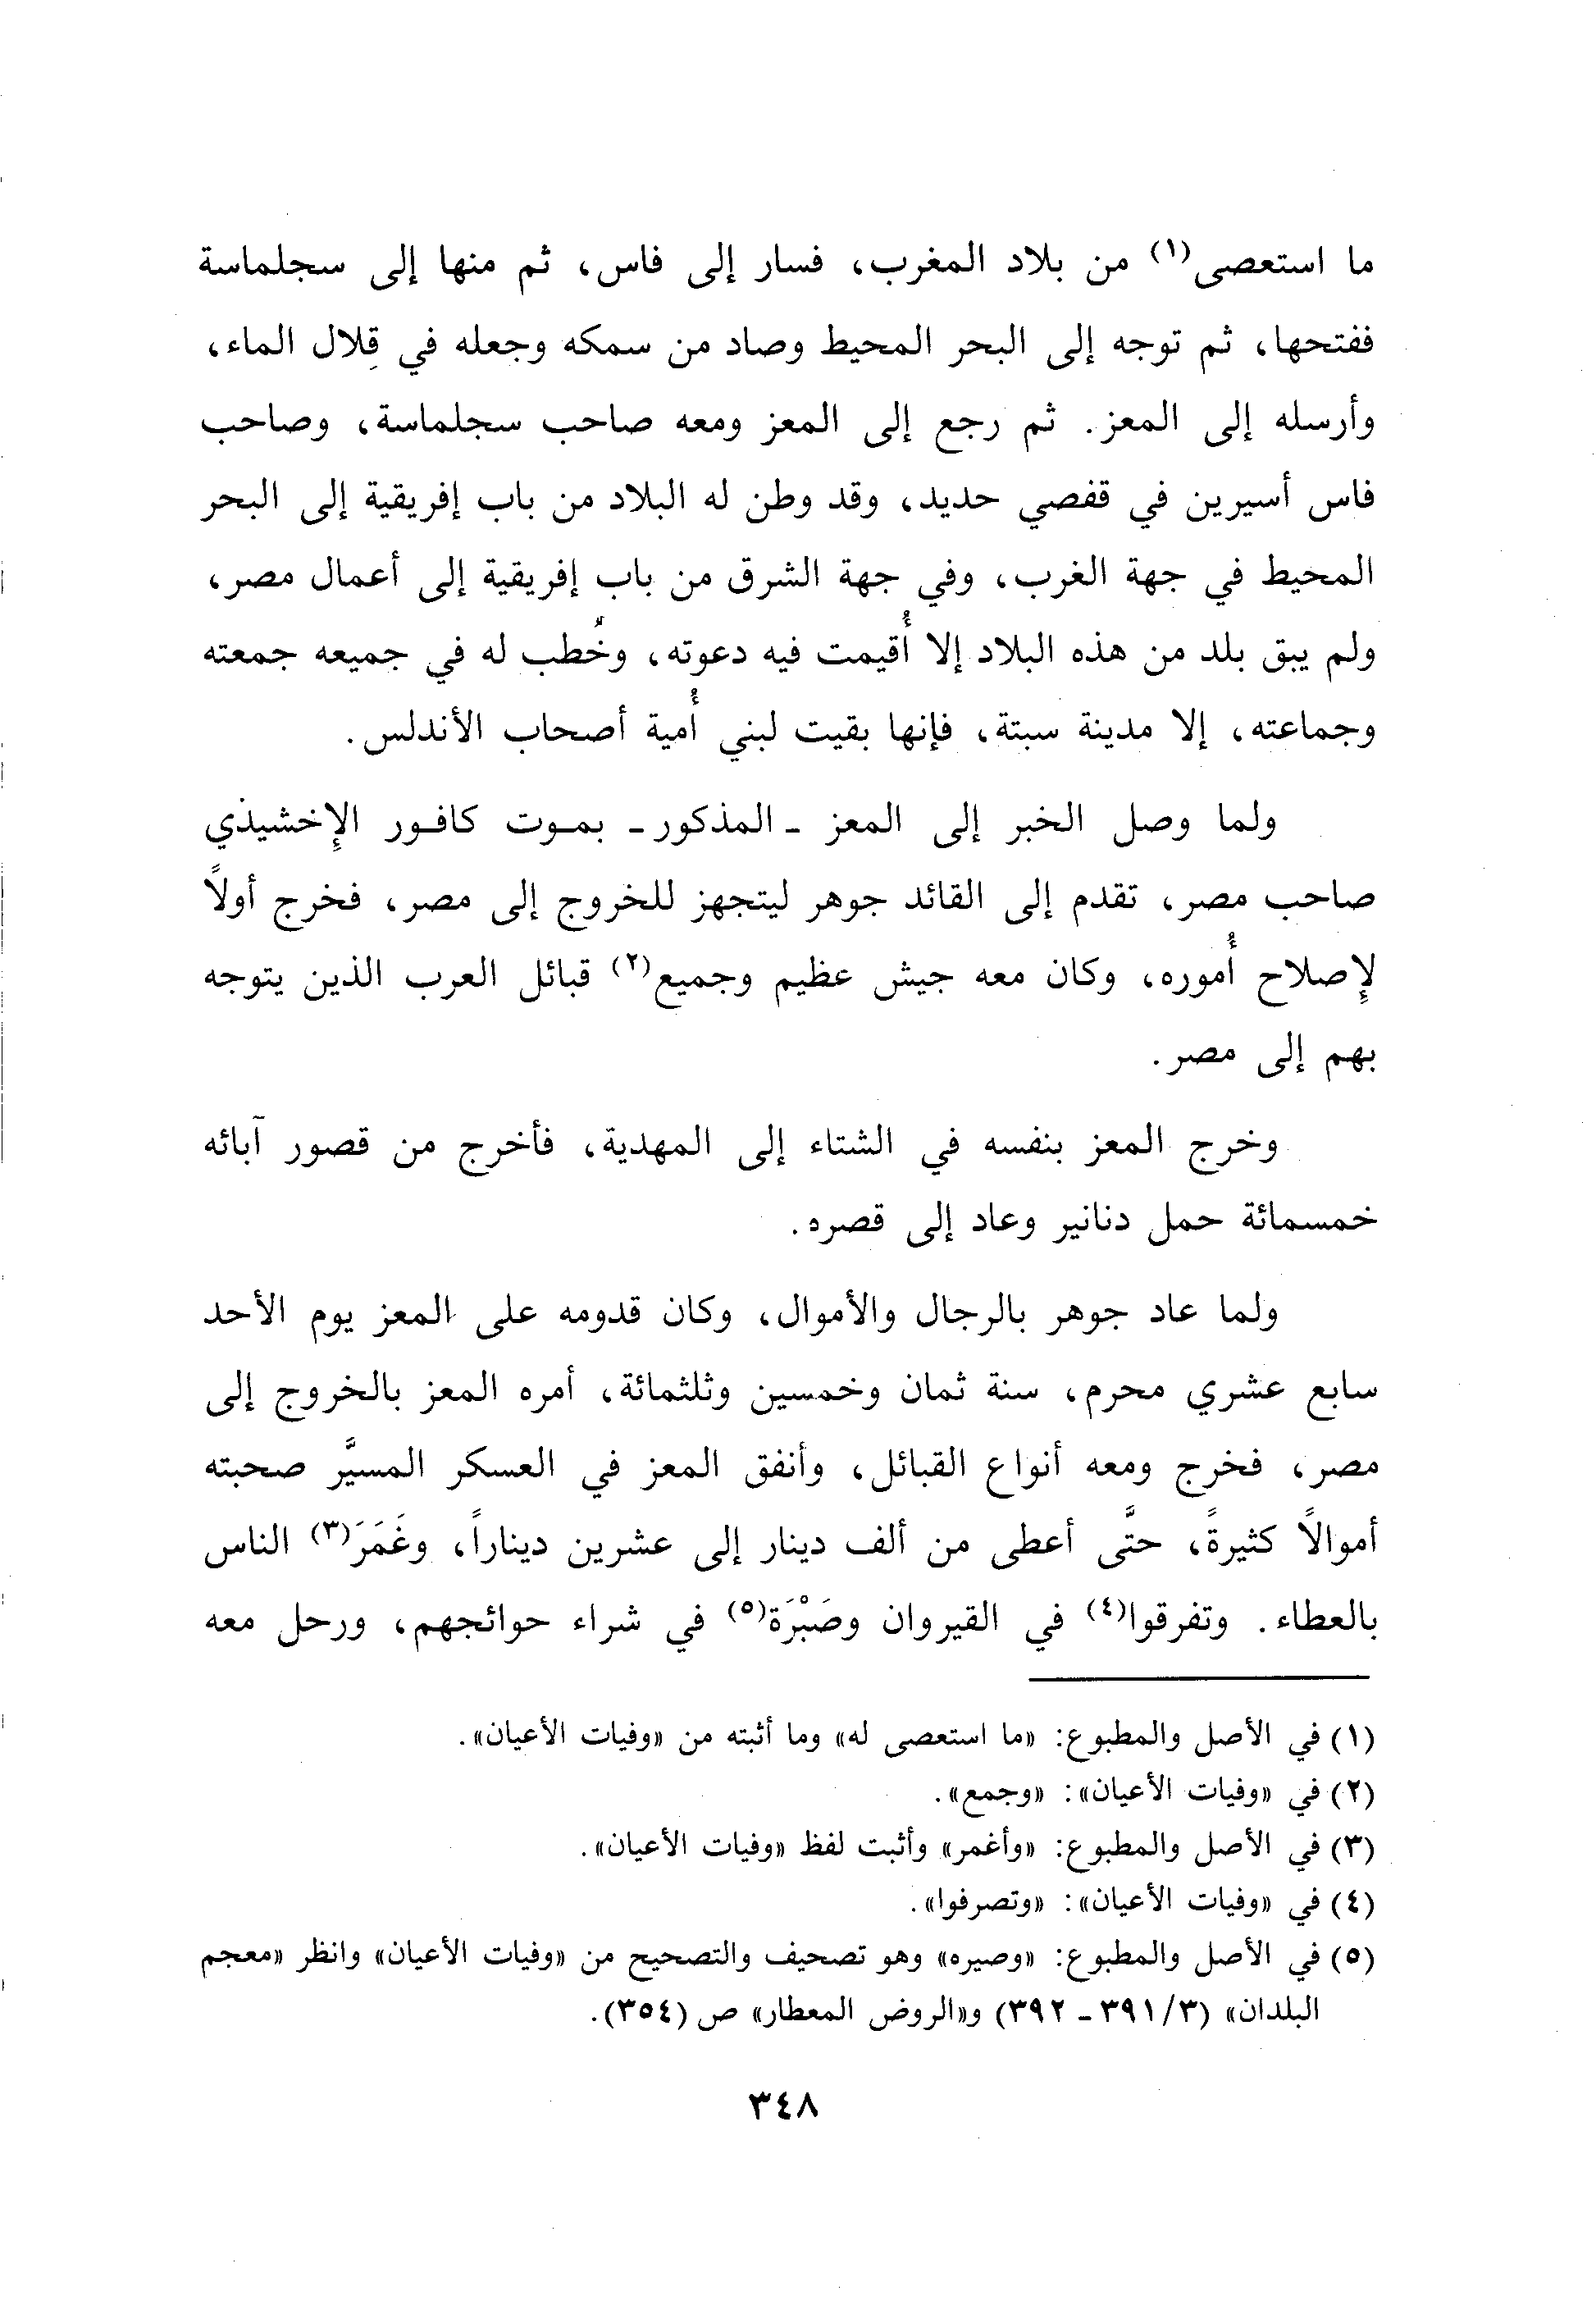 ما استعصى(١) من بلاد المغرب، فسار إلى فاس، ثم منها إلى سجلماسة
ففتحها، ثم توجه إلى البحر المحيط وصاد من سمكه وجعله في قِلال الماء،
وأرسله إلى المعز. ثم رجع إلى المعز ومعه صاحب سجلماسة، وصاحب
فاس أسيرين في قفصي حديد، وقد وطن له البلاد من باب إفريقية إلى البحر
المحيط في جهة الغرب، وفي جهة الشرق من باب إفريقية إلى أعمال مصر،
ولم يبق بلد من هذه البلاد إلا أُقيمت فيه دعوته، وخُطب له في جميعه جمعته
وجماعته، إلا مدينة سبتة، فإنها بقيت لبني أُمية أصحاب الأندلس.
ولما وصل الخبر إلى المعز - المذكور - بموت كافور الإخشيذي
صاحب مصر، تقدم إلى القائد جوهر ليتجهز للخروج إلى مصر، فخرج أولاً
لإصلاح أُموره، وكان معه جيش عظيم وجميع(٢) قبائل العرب الذين يتوجه
بهم إلى مصر.
وخرج المعز بنفسه في الشتاء إلى المهدية، فأخرج من قصور آبائه
خمسمائة حمل دنانير وعاد إلى قصره.
ولما عاد جوهر بالرجال والأموال، وكان قدومه على المعز يوم الأحد
سابع عشري محرم، سنة ثمان وخمسين وثلثمائة، أمره المعز بالخروج إلى
مصر، فخرج ومعه أنواع القبائل، وأنفق المعز في العسكر المسيَّر صحبته
أموالاً كثيرةً، حتَّى أعطى من ألف دينار إلى عشرين ديناراً، وغَمَرَ(٣) الناس
بالعطاء. وتفرقوا(٤) في القيروان وصَبْرَة(٥) في شراء حوائجهم، ورحل معه
(١) في الأصل والمطبوع: «ما استعصى له» وما أثبته من «وفيات الأعيان».
(٢) في «وفيات الأعيان»: «وجمع».
(٣) في الأصل والمطبوع: «وأغمر» وأثبت لفظ «وفيات الأعيان».
(٤) في «وفيات الأعيان»: «وتصرفوا».
(٥) في الأصل والمطبوع: «وصيره» وهو تصحيف والتصحيح من «وفيات الأعيان» وانظر «معجم
البلدان» (٣/٣٩١ - ٣٩٢) و«الروض المعطار» ص (٣٥٤).
٣٤٨